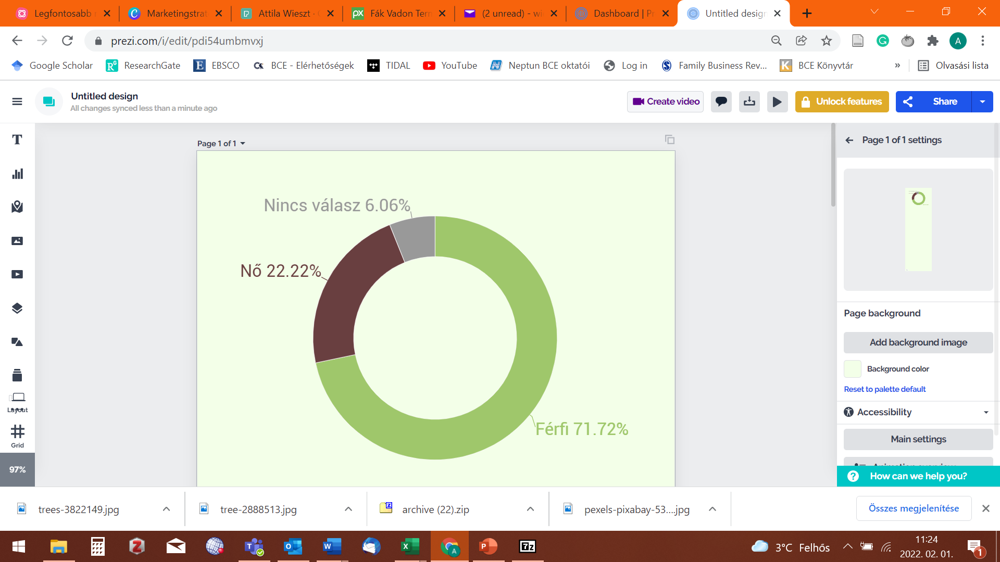 Legfontosabb
Marketingstrat
Attila Wieszt ·
Fák Vadon Term
(2 unread) - wi
Dashboard | Pr
Untitled design
prezi.com/i/edit/pdi54umbmvxj
A
Google Scholar
ResearchGate
EBSCO
BCE - Elérhetőségek
TIDAL
YouTube
Neptun BCE oktatói
Log in
Family Business Rev...
BCE Könyvtár
»
Olvasási lista
Untitled design
All changes synced less than a minute ago
Create video
Unlock features
Share
Page 1 of 1
Page 1 of 1 settings
Nincs válasz 6.06%
Nő 22.22%
Férfi 71.72%
Page background
Add background image
Background color
Reset to palette default
Accessibility
Main settings
Animation overview
How can we help you?
Layout
Grid
97%
trees-3822149.jpg
tree-2888513.jpg
archive (22).zip
pexels-pixabay-53....jpg
Összes megjelenítése
3°C Felhős
11:24
2022. 02. 01.
1